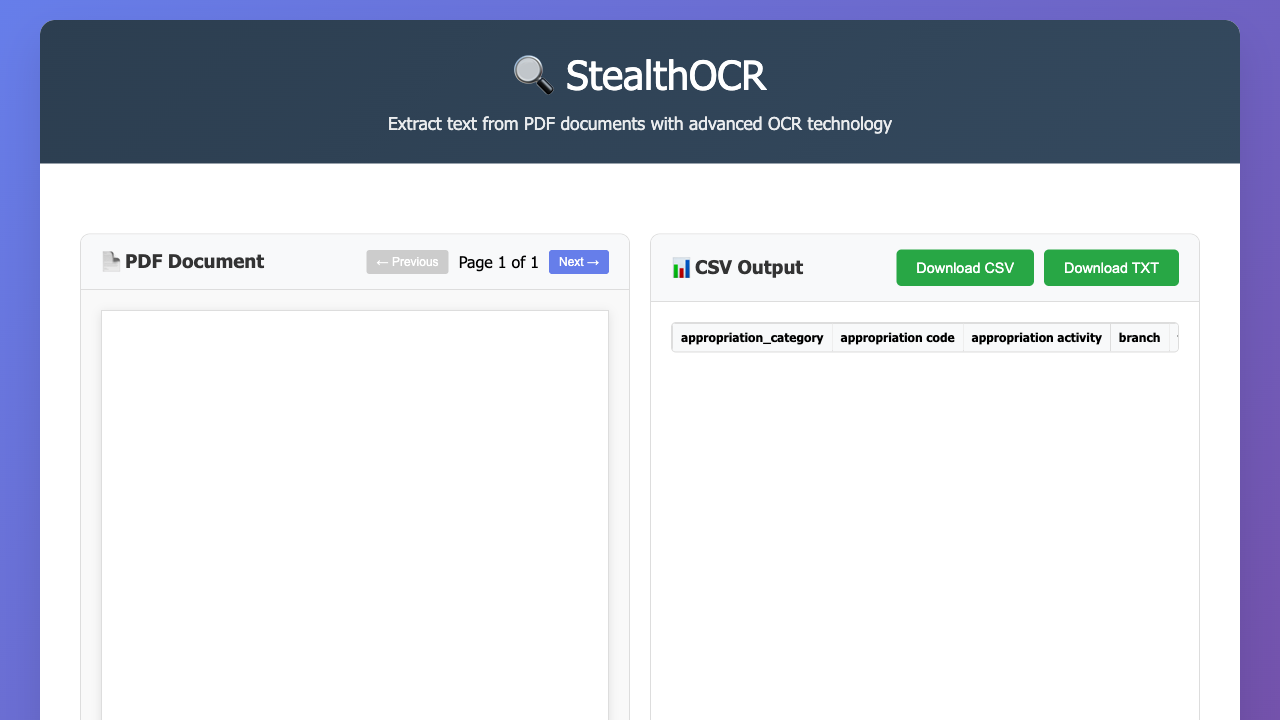 StealthOCR
Extract text from PDF documents with advanced OCR technology
PDF Document
← Previous
Page 1 of 1
Next →
CSV Output
Download CSV
Download TXT
appropriation_category appropriation code appropriation activity branch